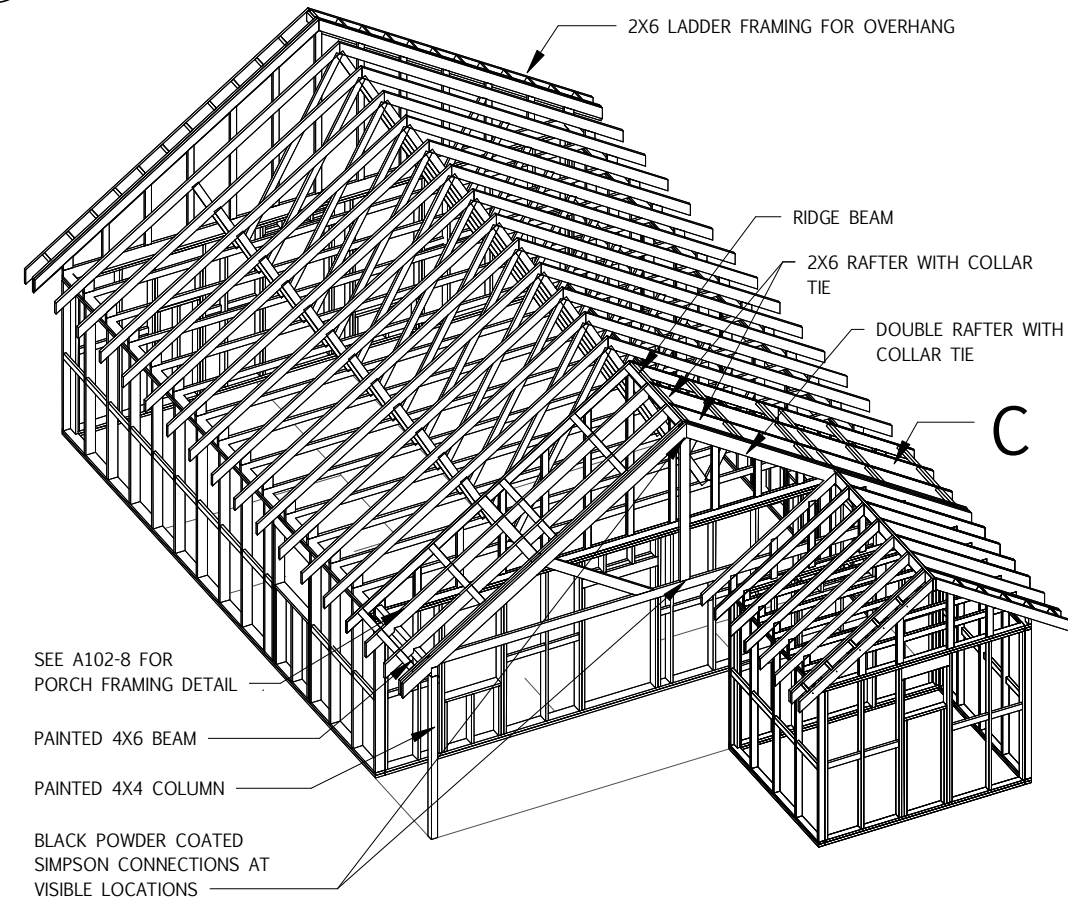 2X6 LADDER FRAMING FOR OVERHANG
RIDGE BEAM
2X6 RAFTER WITH COLLAR
TIE
DOUBLE RAFTER WITH
COLLAR TIE
C
SEE A102-8 FOR
PORCH FRAMING DETAIL
PAINTED 4X6 BEAM
PAINTED 4X4 COLUMN
BLACK POWDER COATED
SIMPSON CONNECTIONS AT
VISIBLE LOCATIONS